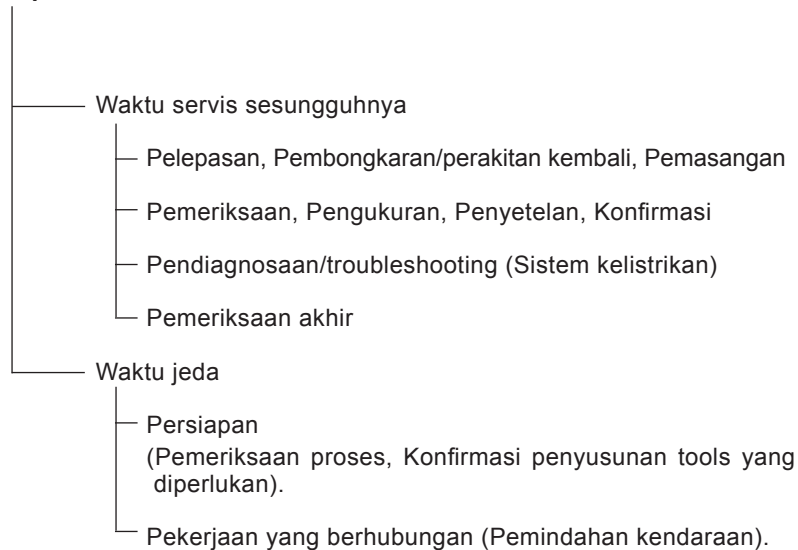 Waktu servis sesungguhnya
Pelepasan, Pembongkaran/perakitan kembali, Pemasangan
Pemeriksaan, Pengukuran, Penyetelan, Konfirmasi
Pendiagnosaan/troubleshooting (Sistem kelistrikan)
Pemeriksaan akhir
Waktu jeda
Persiapan
(Pemeriksaan proses, Konfirmasi penyusunan tools yang
diperlukan).
Pekerjaan yang berhubungan (Pemindahan kendaraan).